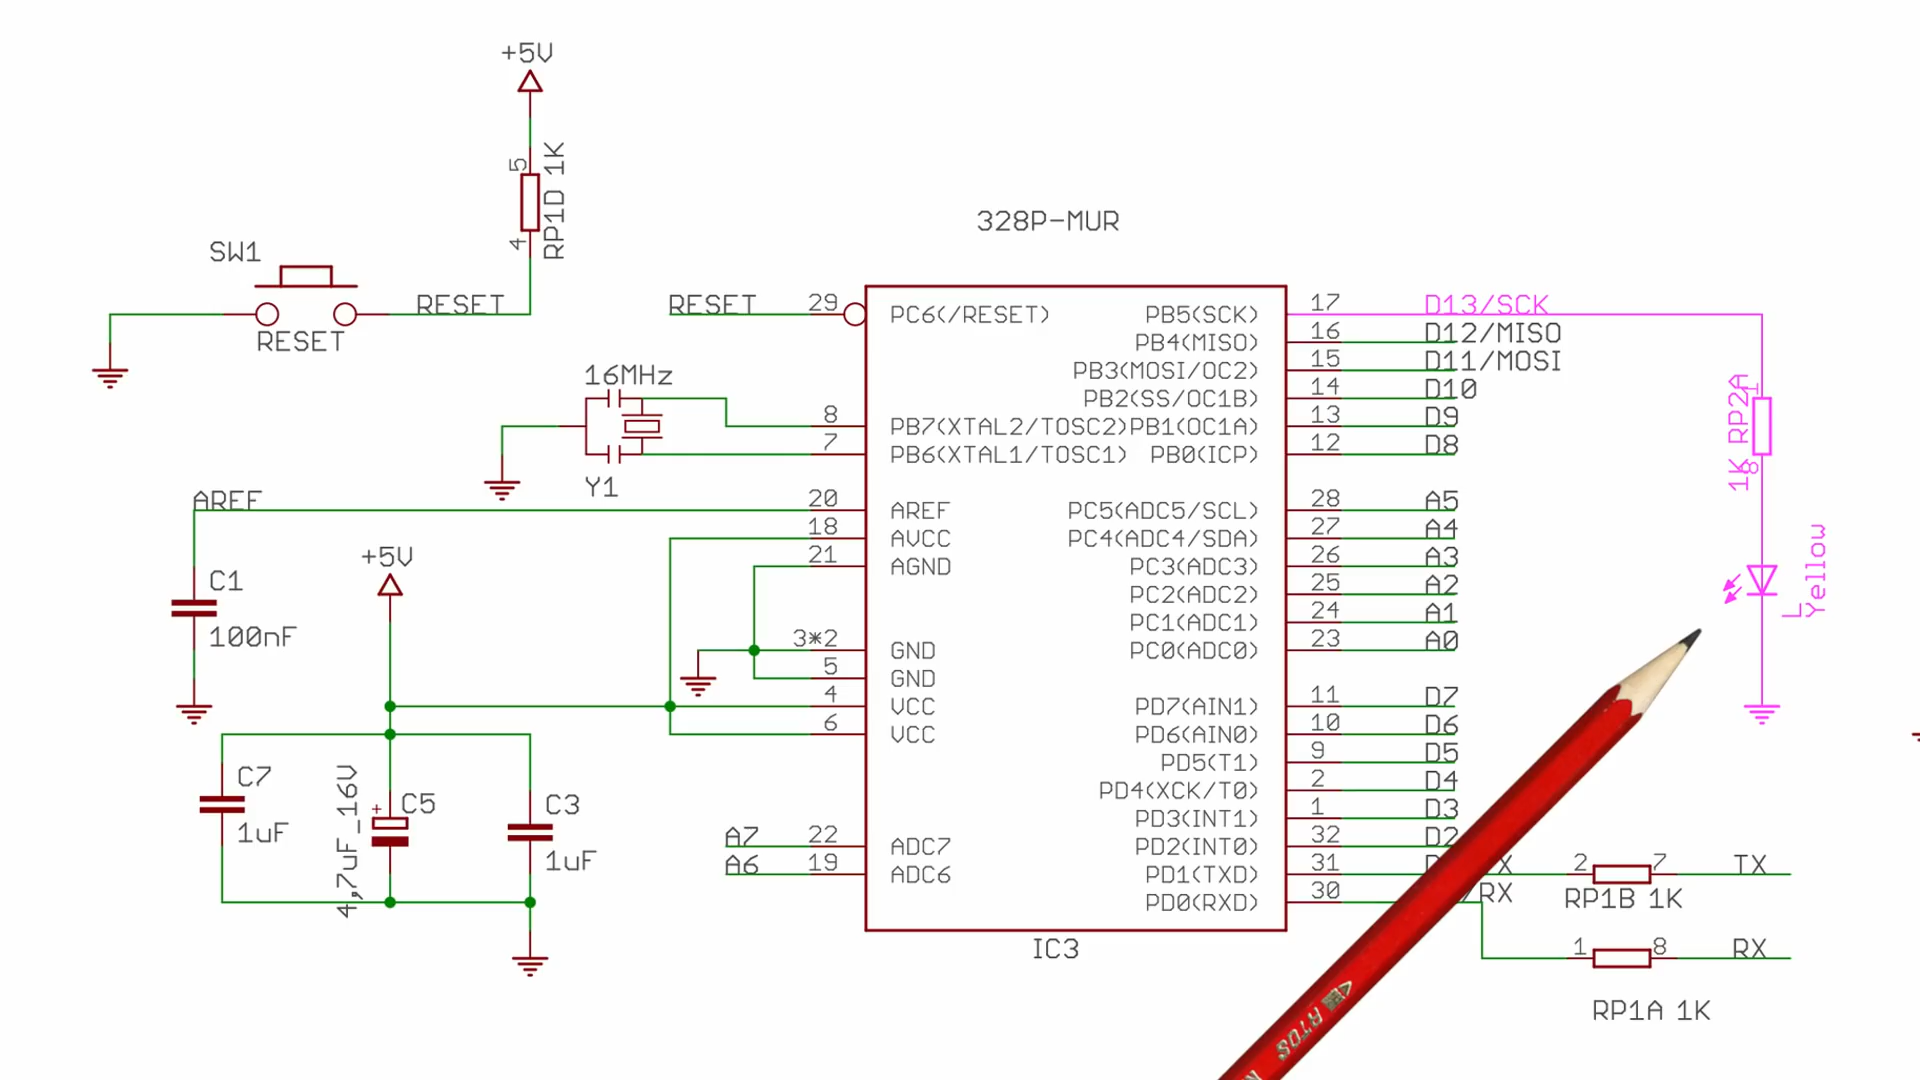 +5V
5
RP1D 1K
4
328P-MUR
SW1
RESET
RESET
RESET
29
PC6(/RESET)
PB5(SCK)
17
D13/SCK
PB4(MISO)
16
D12/MISO
PB3(MOSI/OC2)
15
D11/MOSI
PB2(SS/OC1B)
14
D10
16MHz
8
PB7(XTAL2/TOSC2)
PB1(OC1A)
13
D9
7
PB6(XTAL1/TOSC1)
PB0(ICP)
12
D8
Y1
1
1K RP2A
8
AREF
20
AREF
PC5(ADC5/SCL)
28
A5
18
AVCC
PC4(ADC4/SDA)
27
A4
21
AGND
PC3(ADC3)
26
A3
PC2(ADC2)
25
A2
PC1(ADC1)
24
A1
3*2
GND
PC0(ADC0)
23
A0
5
GND
4
VCC
PD7(AIN1)
11
D7
6
VCC
PD6(AIN0)
10
D6
PD5(T1)
9
D5
PD4(XCK/T0)
2
D4
PD3(INT1)
1
D3
A7
22
ADC7
PD2(INT0)
32
D2
A6
19
ADC6
PD1(TXD)
31
PD0(RXD)
30
RX
L
Yellow
+5V
C1
100nF
C7
1uF
+
C5
4,7uF_16V
C3
1uF
IC3
2
7
TX
RP1B 1K
1
8
RX
RP1A 1K
RTOS